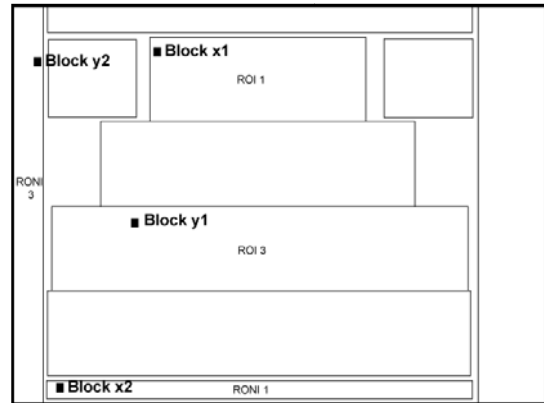 Block x1
Block y2
ROI 1
RONI
3
Block y1
ROI 3
Block x2
RONI 1